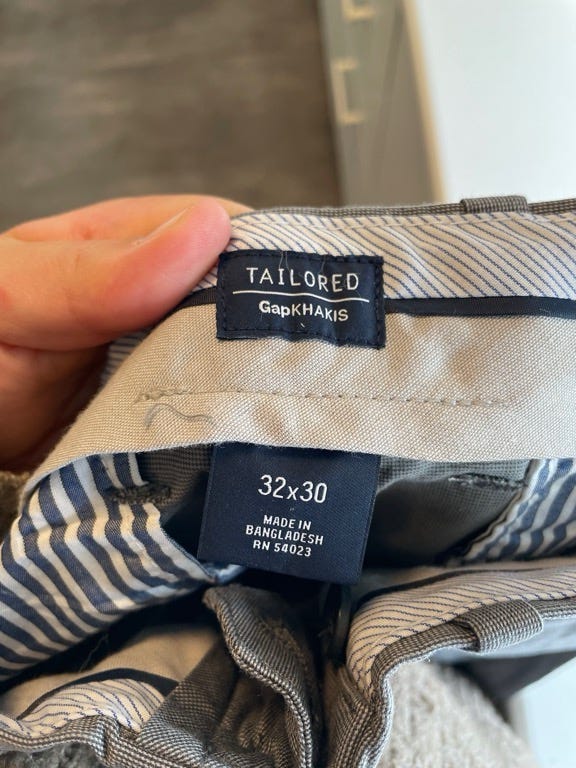 TAILORED
GapKHAKIS
32x30
MADE IN
BANGLADESH
RN 54023